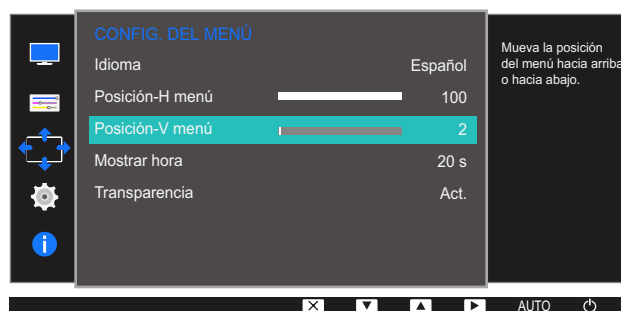 CONFIG. DEL MENÚ
Idioma Español
Posición-H menú 100
Posición-V menú 2
Mostrar hora 20 s
Transparencia Act.
Mueva la posición
del menú hacia arriba
o hacia abajo.
AUTO